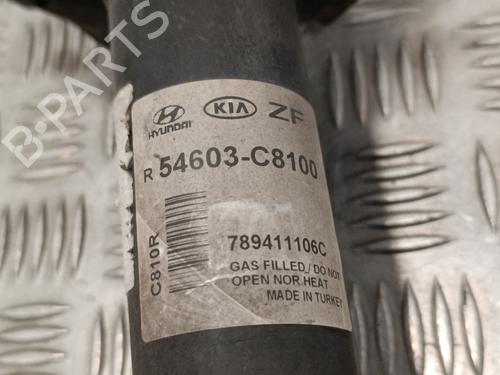 B-PARTS
HYUNDAI KIA ZF
R 54603-C8100
C810R
789411106C
GAS FILLED/DO NOT
OPEN NOR HEAT
MADE IN TURKEY